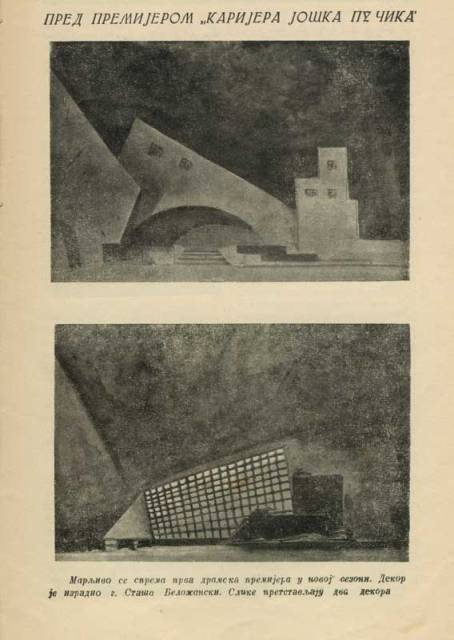 ПРЕД ПРЕМИЈЕРОМ „КАРИЈЕРА ЈОШКА ПУЧИКА“
Марљиво се спрема прва драмска премијера у новој сезони. Декор
је израдио г. Сташа Беложански. Слике претстављају два декора